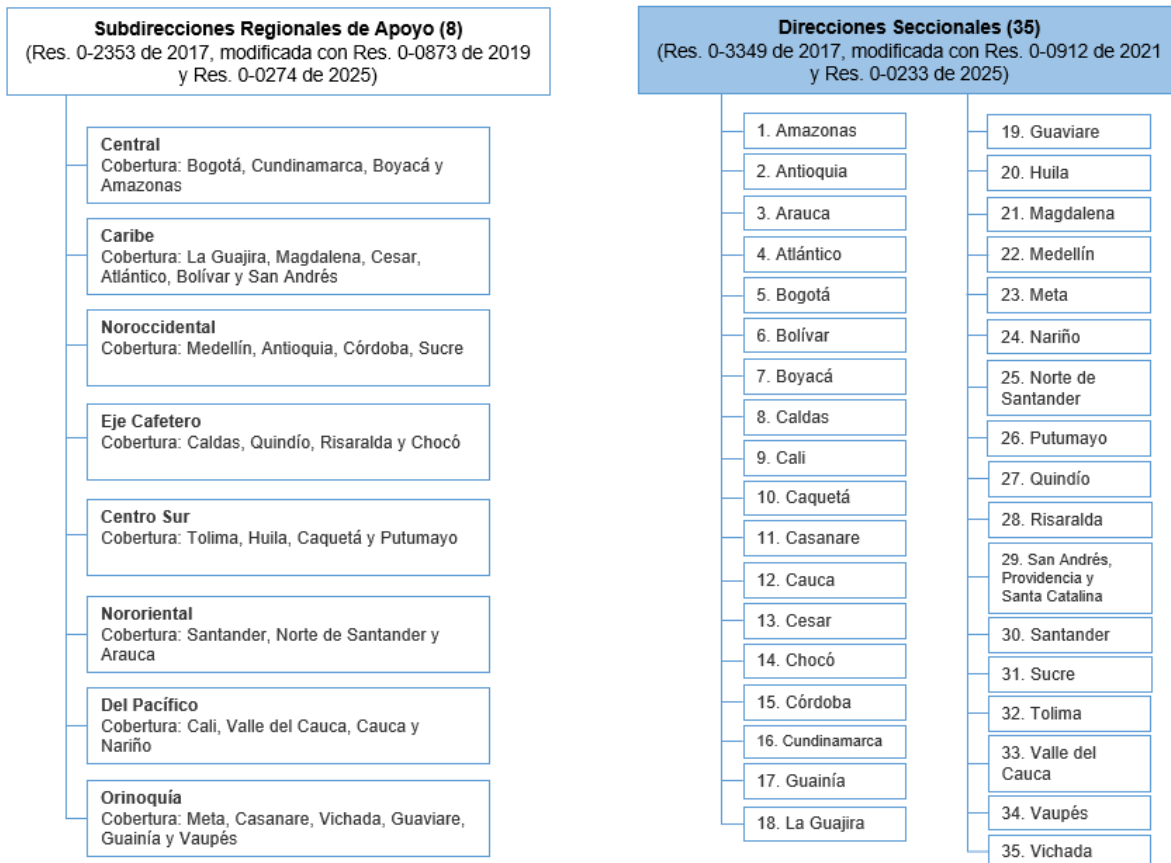 Subdirecciones Regionales de Apoyo (8)
(Res. 0-2353 de 2017, modificada con Res. 0-0873 de 2019
y Res. 0-0274 de 2025)
Central
Cobertura: Bogotá, Cundinamarca, Boyacá y
Amazonas
Caribe
Cobertura: La Guajira, Magdalena, Cesar,
Atlántico, Bolívar y San Andrés
Noroccidental
Cobertura: Medellín, Antioquia, Córdoba, Sucre
Eje Cafetero
Cobertura: Caldas, Quindío, Risaralda y Chocó
Centro Sur
Cobertura: Tolima, Huila, Caquetá y Putumayo
Nororiental
Cobertura: Santander, Norte de Santander y
Arauca
Del Pacífico
Cobertura: Cali, Valle del Cauca, Cauca y
Nariño
Orinoquía
Cobertura: Meta, Casanare, Vichada, Guaviare,
Guainía y Vaupés
Direcciones Seccionales (35)
(Res. 0-3349 de 2017, modificada con Res. 0-0912 de 2021
y Res. 0-0233 de 2025)
1. Amazonas
2. Antioquia
3. Arauca
4. Atlántico
5. Bogotá
6. Bolívar
7. Boyacá
8. Caldas
9. Cali
10. Caquetá
11. Casanare
12. Cauca
13. Cesar
14. Chocó
15. Córdoba
16. Cundinamarca
17. Guainía
18. La Guajira
19. Guaviare
20. Huila
21. Magdalena
22. Medellín
23. Meta
24. Nariño
25. Norte de
Santander
26. Putumayo
27. Quindío
28. Risaralda
29. San Andrés,
Providencia y
Santa Catalina
30. Santander
31. Sucre
32. Tolima
33. Valle del
Cauca
34. Vaupés
35. Vichada